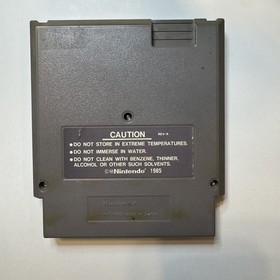 CAUTION REV-A
•DO NOT STORE IN EXTREME TEMPERATURES.
•DO NOT IMMERSE IN WATER.
•DO NOT CLEAN WITH BENZENE, THINNER,
ALCOHOL OR OTHER SUCH SOLVENTS.
©®Nintendo® 1985
Nintendo®